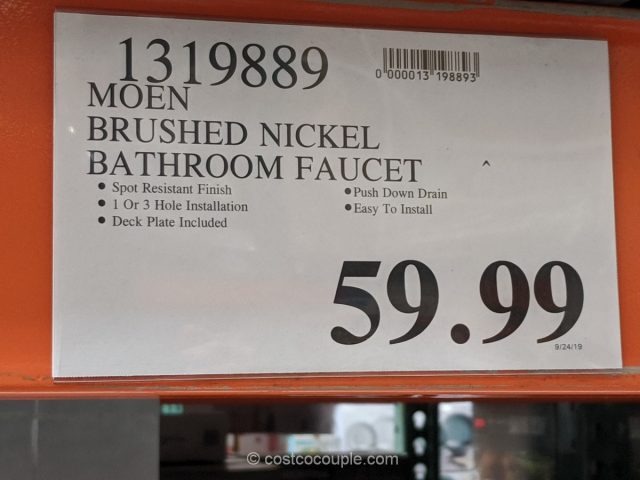 1319889
0 000013 198893
MOEN
BRUSHED NICKEL
BATHROOM FAUCET
• Spot Resistant Finish
• 1 Or 3 Hole Installation
• Deck Plate Included
• Push Down Drain
• Easy To Install
59.99
9/24/19
© costcocouple.com